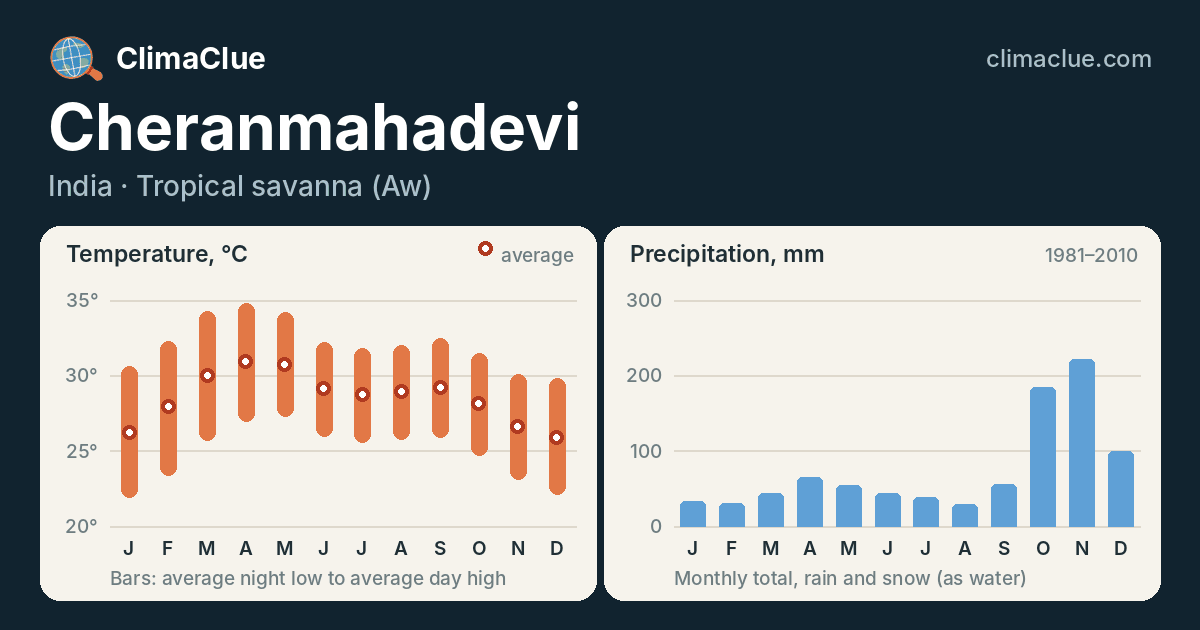 ClimaClue
climaclue.com
Cheranmahadevi
India · Tropical savanna (Aw)
Temperature, °C
average
35°
30°
25°
20°
J F M A M J J A S O N D
Bars: average night low to average day high
Precipitation, mm
1981–2010
300
200
100
0
J F M A M J J A S O N D
Monthly total, rain and snow (as water)